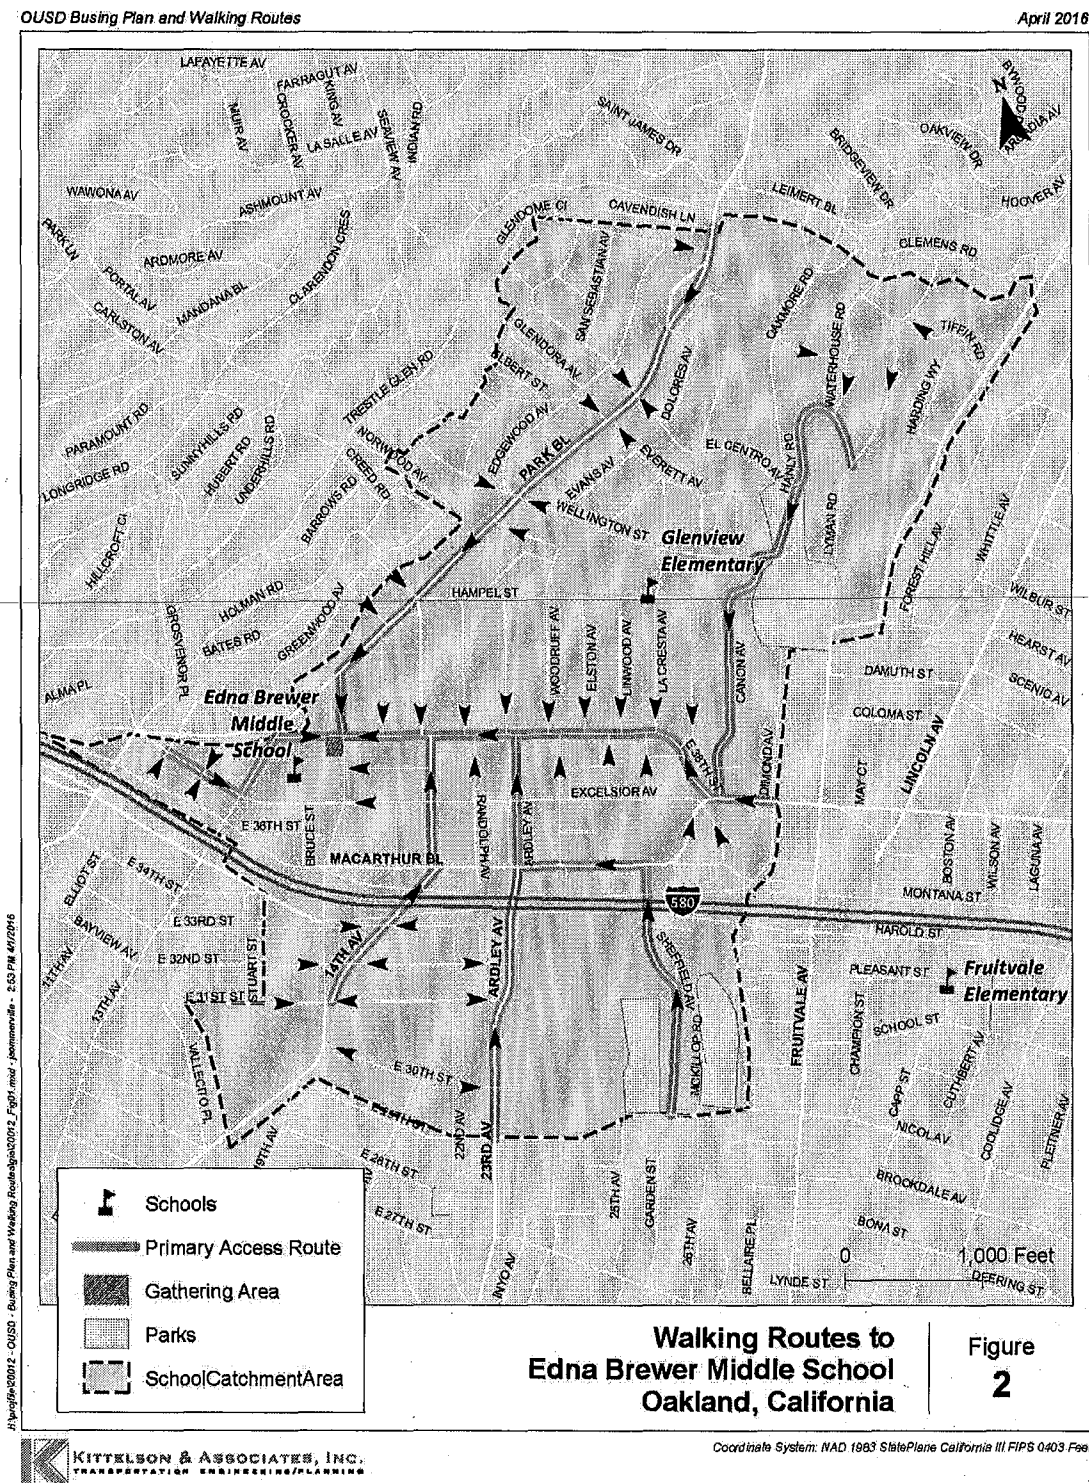 OUSD Busing Plan and Walking Routes
April 2016
LAFAYETTE AV
FARRAGUT AV
KING AV
CROCKER AV
MUIR AV
LA SALLE AV
SEAVIEW AV
INDIAN RD
SAINT JAMES DR
BRIDGEVIEW DR
OAKVIEW DR
N
ARCADIA AV
HOOVER AV
WAWONA AV
ASHMOUNT AV
GLENDOME CI
CAVENDISH LN
LEIMERT BL
CLEMENS RD
PARK LN
ARDMORE AV
PORTAL AV
MANDANA BL
CLARENDON CRES
CARLSTON AV
SAN SEBASTIAN AV
OAKMORE RD
WATERHOUSE RD
TIFFIN RD
HARDING WY
GLENDORA AV
ELBERT ST
DOLORES AV
TRESTLE GLEN RD
PARAMOUNT RD
SUNNYHILLS RD
HUBERT RD
UNDERHILLS RD
NORWOOD AV
EDGEWOOD AV
PARK BL
EVANS AV
EVERETT AV
EL CENTRO AV
HANLY RD
LONGRIDGE RD
CREED RD
BARROWS RD
WELLINGTON ST
LYMAN RD
WHITTLE AV
HILLCROFT CI
Glenview
Elementary
FOREST HILL AV
WILBUR ST
HOLMAN RD
HAMPEL ST
GREENWOOD AV
BATES RD
GROSVENOR PL
WOODRUFF AV
ELSTON AV
LINWOOD AV
LA CRESTA AV
CANON AV
HEARST AV
SCENIC AV
DAMUTH ST
ALMA PL
Edna Brewer
Middle
School
COLOMA ST
LINCOLN AV
E 38TH ST
DIMOND AV
MAY CT
EXCELSIOR AV
E 36TH ST
BRUCE ST
RANDOLPH AV
ARDLEY AV
MACARTHUR BL
BOSTON AV
WILSON AV
LAGUNA AV
ELLIOT ST
E 34TH ST
MONTANA ST
580
E 33RD ST
HAROLD ST
BAYVIEW AV
11TH AV
13TH AV
E 32ND ST
STUART ST
14TH AV
ARDLEY AV
SHEFFIELD AV
FRUITVALE AV
PLEASANT ST
Fruitvale
Elementary
E 31ST ST
MCKILLOP RD
CHAMPION ST
SCHOOL ST
CUTHBERT AV
VALLECITO PL
E 30TH ST
CAPP ST
NICOL AV
COOLIDGE AV
PLEITNER AV
E 29TH ST
22ND AV
23RD AV
19TH AV
E 28TH ST
E 27TH ST
25TH AV
GARDEN ST
26TH AV
BELLAIRE PL
BROOKDALE AV
BONA ST
INYO AV
LYNDE ST
DEERING ST
0
1,000 Feet
Schools
Primary Access Route
Gathering Area
Parks
SchoolCatchmentArea
Walking Routes to
Edna Brewer Middle School
Oakland, California
Figure
2
KITTELSON & ASSOCIATES, INC.
TRANSPORTATION ENGINEERING/PLANNING
Coordinate System: NAD 1983 StatePlane California III FIPS 0403 Fee